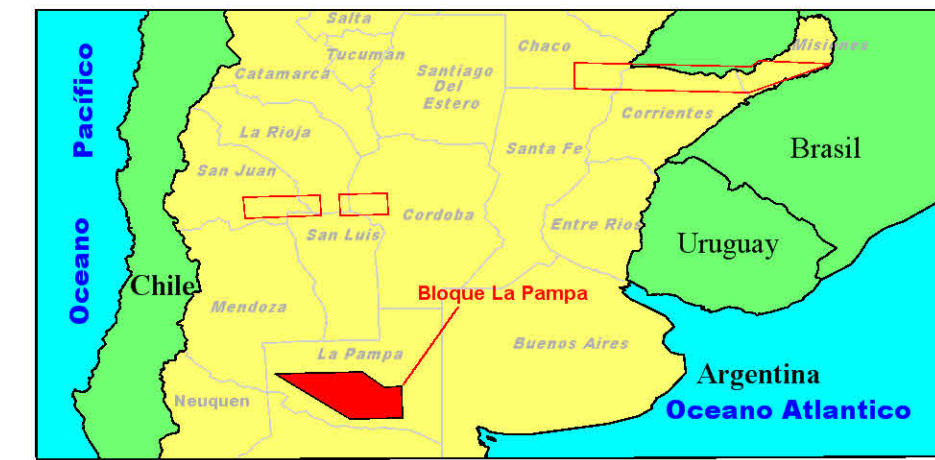 Salta
Tucumán
Catamarca
Santiago
Del
Estero
Chaco
Misiones
Corrientes
La Rioja
San Juan
Santa Fe
Cordoba
San Luis
Entre Rios
Mendoza
La Pampa
Buenos Aires
Neuquen
Oceano Pacífico
Chile
Brasil
Uruguay
Bloque La Pampa
Argentina
Oceano Atlantico